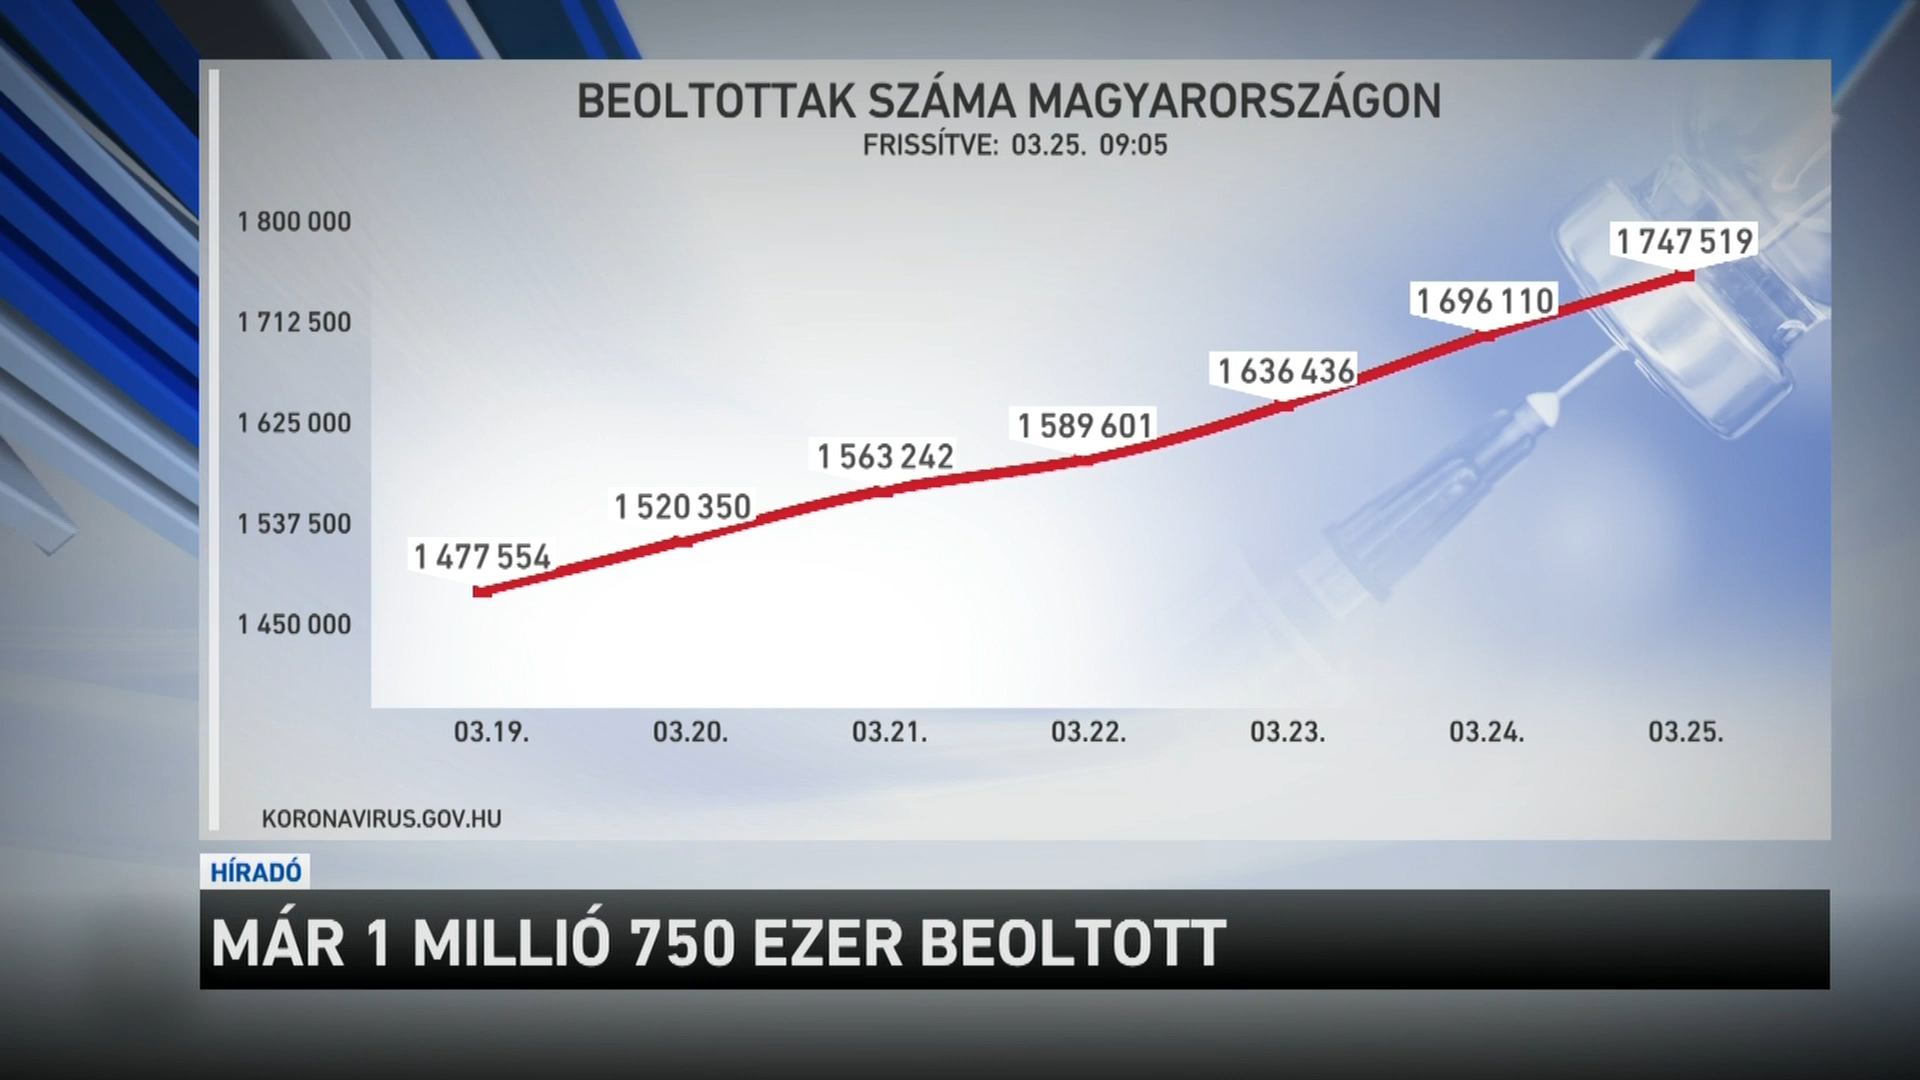 BEOLTOTTAK SZÁMA MAGYARORSZÁGON
FRISSÍTVE: 03.25. 09:05
1 800 000
1 712 500
1 625 000
1 537 500
1 450 000
1 477 554
1 520 350
1 563 242
1 589 601
1 636 436
1 696 110
1 747 519
03.19. 03.20. 03.21. 03.22. 03.23. 03.24. 03.25.
KORONAVIRUS.GOV.HU
HÍRADÓ
MÁR 1 MILLIÓ 750 EZER BEOLTOTT